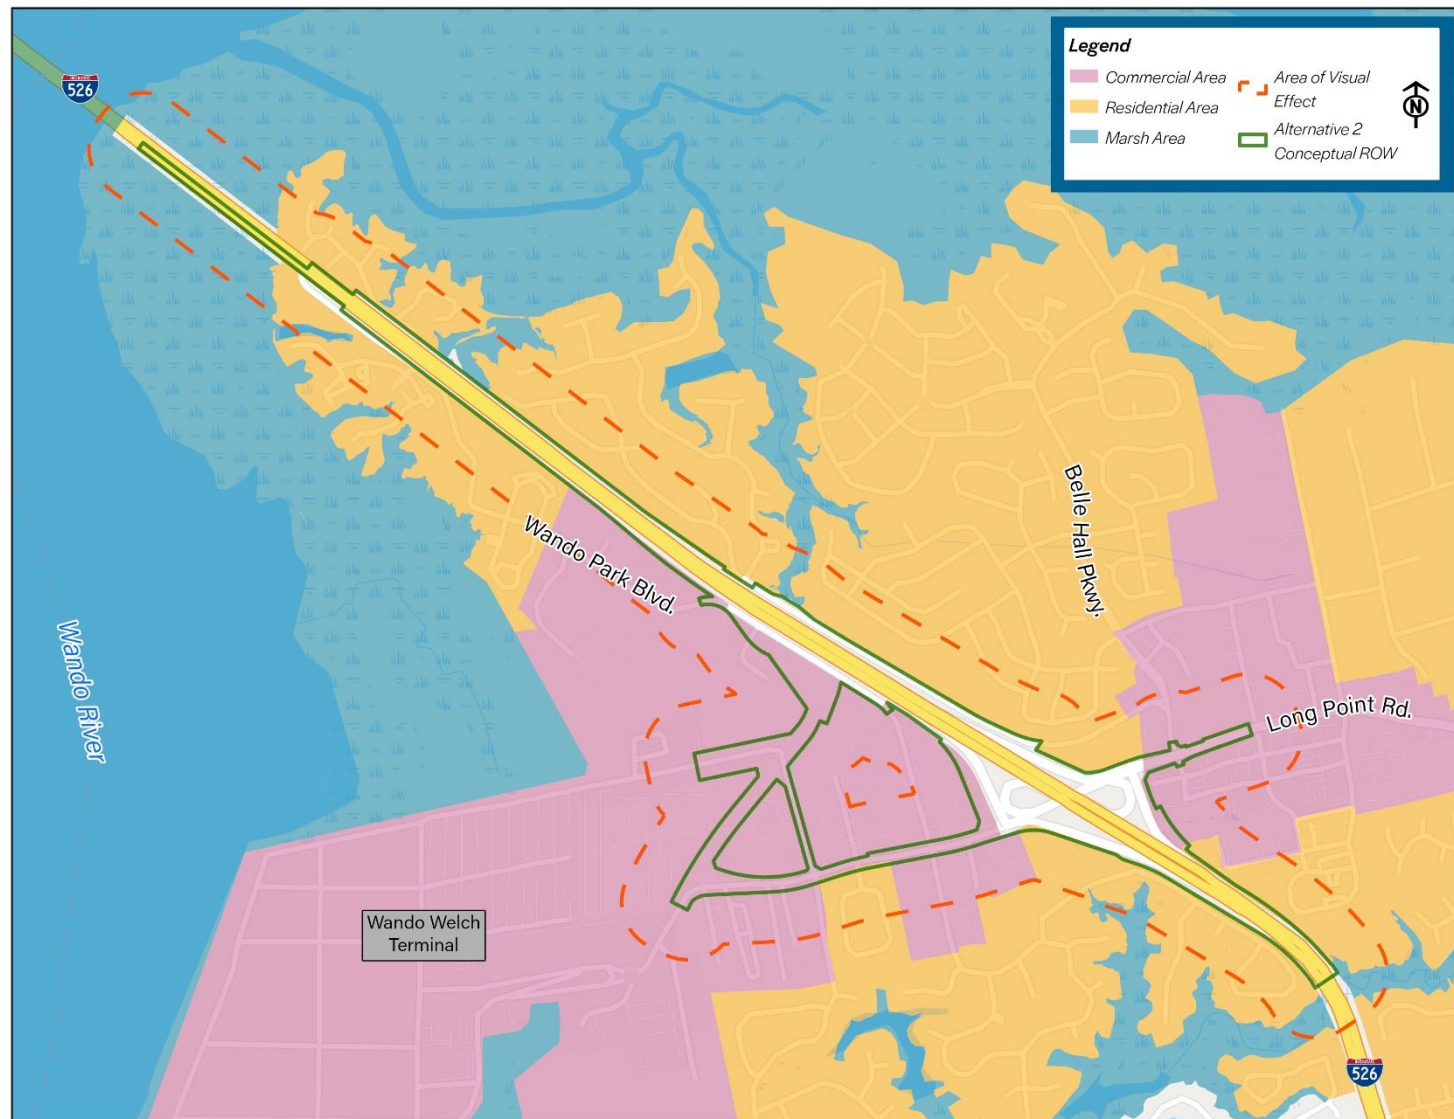 Legend
Commercial Area
Residential Area
Marsh Area
Area of Visual
Effect
Alternative 2
Conceptual ROW
N
526
Belle Hall Pkwy.
Wando Park Blvd.
Wando River
Long Point Rd.
Wando Welch
Terminal
526